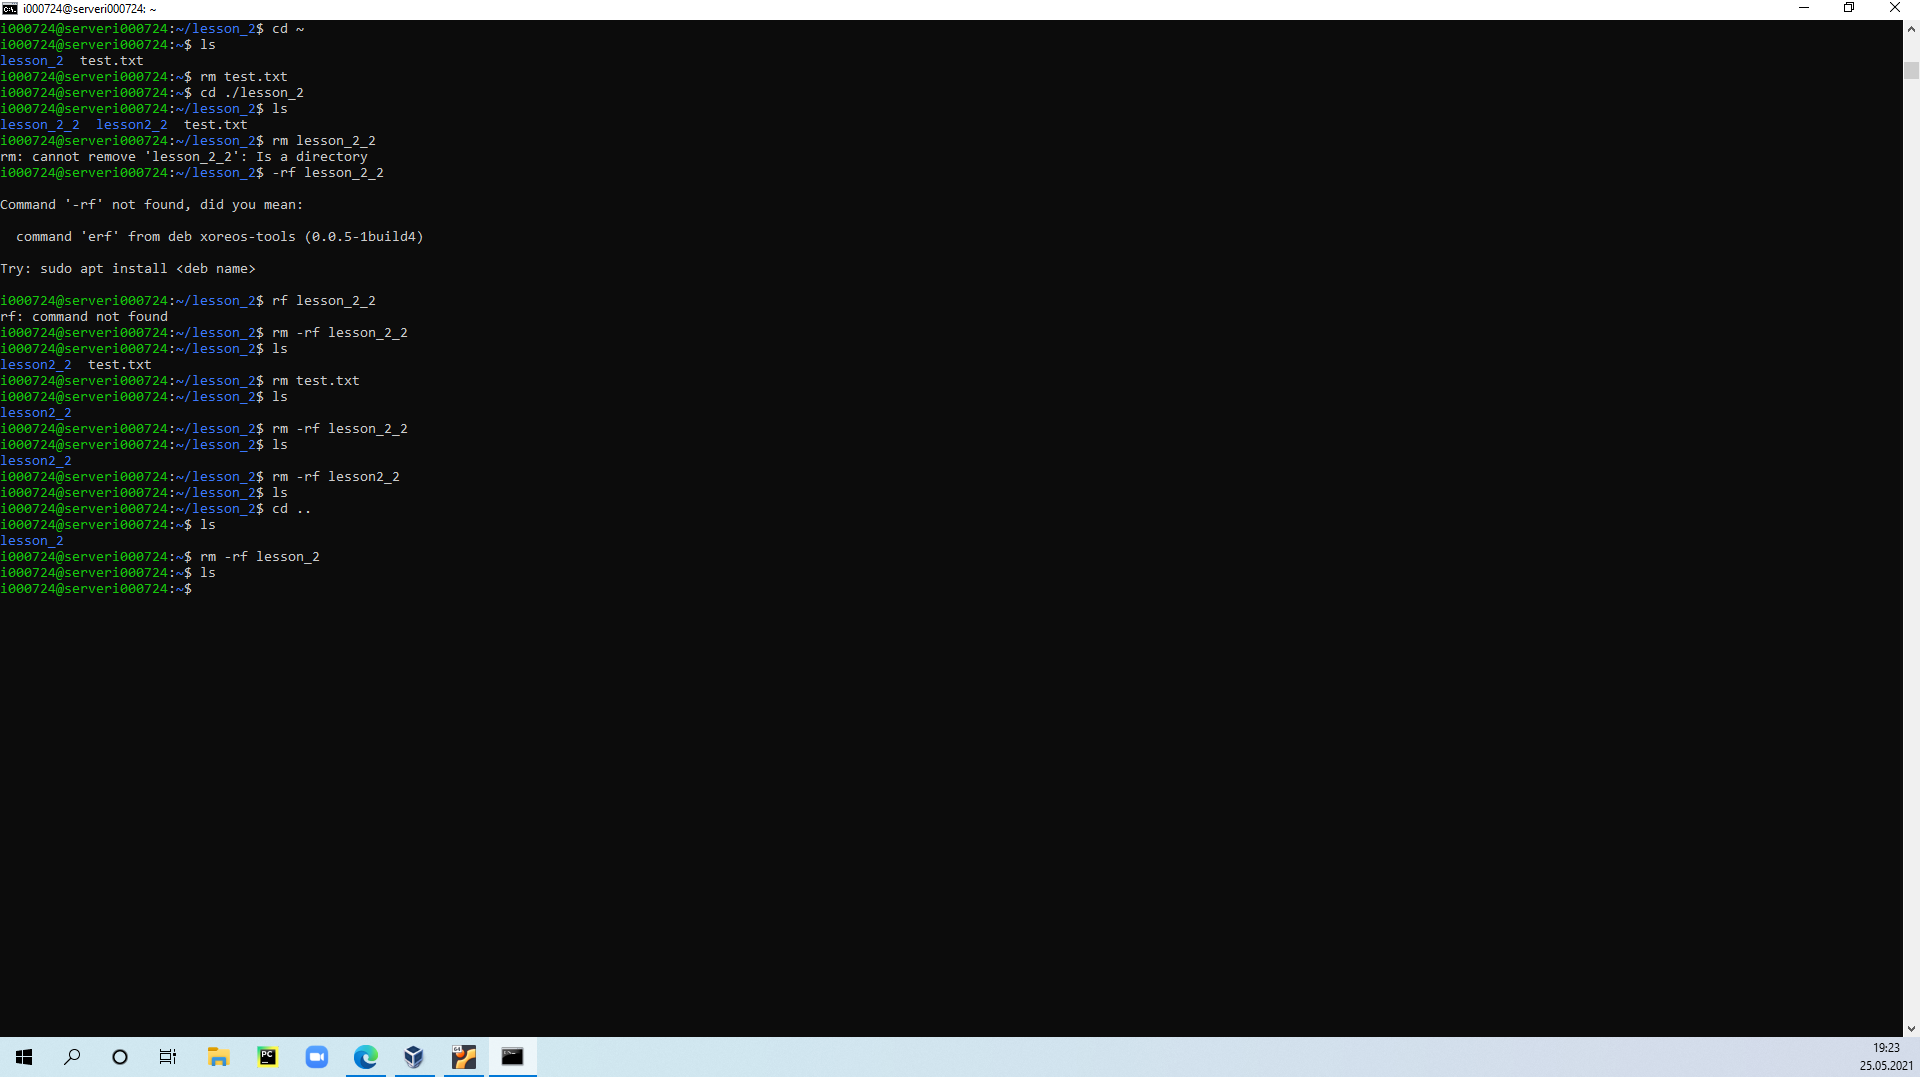 i000724@serveri000724: ~
i000724@serveri000724:~/lesson_2$ cd ~
i000724@serveri000724:~$ ls
lesson_2  test.txt
i000724@serveri000724:~$ rm test.txt
i000724@serveri000724:~$ cd ./lesson_2
i000724@serveri000724:~/lesson_2$ ls
lesson_2_2  lesson2_2  test.txt
i000724@serveri000724:~/lesson_2$ rm lesson_2_2
rm: cannot remove 'lesson_2_2': Is a directory
i000724@serveri000724:~/lesson_2$ -rf lesson_2_2
Command '-rf' not found, did you mean:
  command 'erf' from deb xoreos-tools (0.0.5-1build4)
Try: sudo apt install <deb name>
i000724@serveri000724:~/lesson_2$ rf lesson_2_2
rf: command not found
i000724@serveri000724:~/lesson_2$ rm -rf lesson_2_2
i000724@serveri000724:~/lesson_2$ ls
lesson2_2  test.txt
i000724@serveri000724:~/lesson_2$ rm test.txt
i000724@serveri000724:~/lesson_2$ ls
lesson2_2
i000724@serveri000724:~/lesson_2$ rm -rf lesson_2_2
i000724@serveri000724:~/lesson_2$ ls
lesson2_2
i000724@serveri000724:~/lesson_2$ rm -rf lesson2_2
i000724@serveri000724:~/lesson_2$ ls
i000724@serveri000724:~/lesson_2$ cd ..
i000724@serveri000724:~$ ls
lesson_2
i000724@serveri000724:~$ rm -rf lesson_2
i000724@serveri000724:~$ ls
i000724@serveri000724:~$
PC
64
19:23
25.05.2021